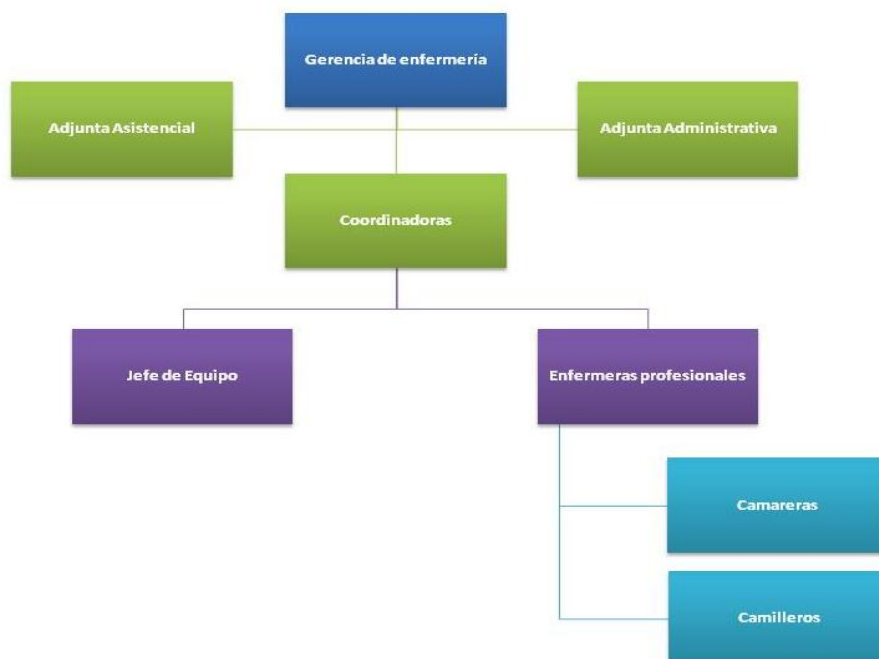 Gerencia de enfermería
Adjunta Asistencial
Adjunta Administrativa
Coordinadoras
Jefe de Equipo
Enfermeras profesionales
Camareras
Camilleros